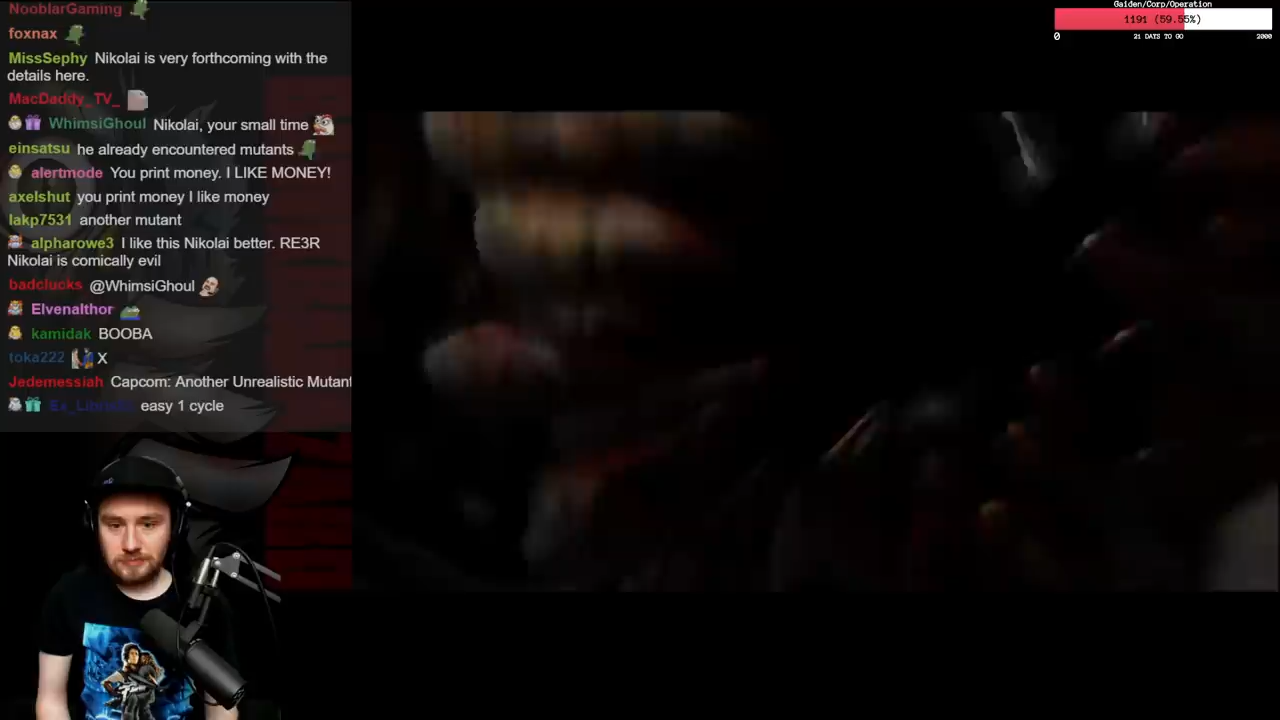 NooblarGaming
foxnax
MissSephy Nikolai is very forthcoming with the
details here.
MacDaddy_TV_
WhimsiGhoul Nikolai, your small time
einsatsu he already encountered mutants
alertmode You print money. I LIKE MONEY!
axelshut you print money I like money
lakp7531 another mutant
alpharowe3 I like this Nikolai better. RE3R
Nikolai is comically evil
badclucks @WhimsiGhoul
Elvenalthor
kamidak BOOBA
toka222 X
Jedemessiah Capcom: Another Unrealistic Mutant
easy 1 cycle
Gaiden/Corp/Operation
1191 (59.55%)
0 21 DAYS TO GO 2000